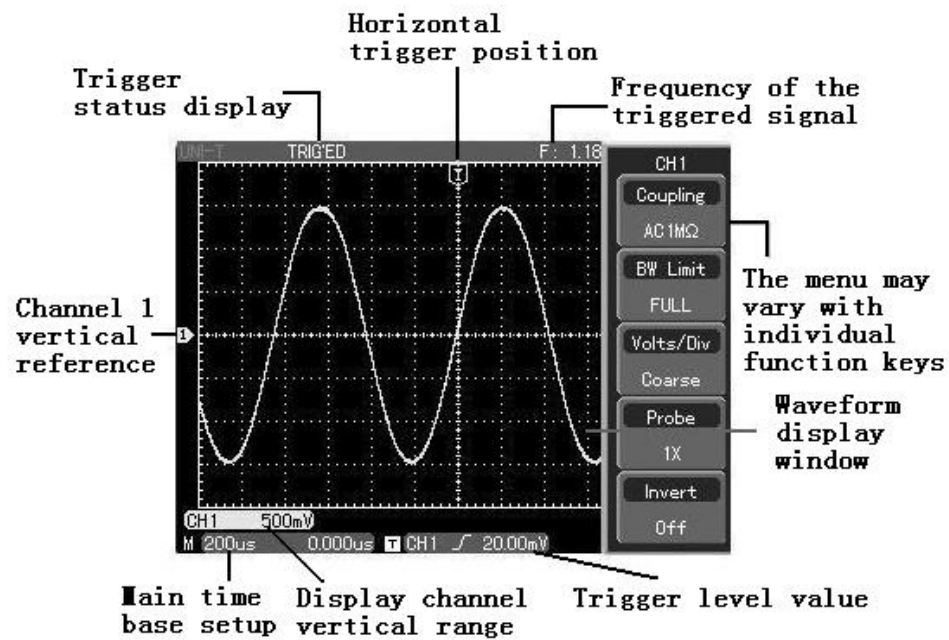 Horizontal
trigger position
Trigger
status display
Frequency of the
triggered signal
UNI-T TRIG'ED F: 1.18
T
CH1
Coupling
AC1MΩ
BW Limit
FULL
Volts/Div
Coarse
Probe
1X
Invert
Off
The menu may
vary with
individual
function keys
Channel 1
vertical
reference
1
Waveform
display
window
CH1 500mV
M 200us 0.000us T CH1 20.00mV
Main time
base setup
Display channel
vertical range
Trigger level value